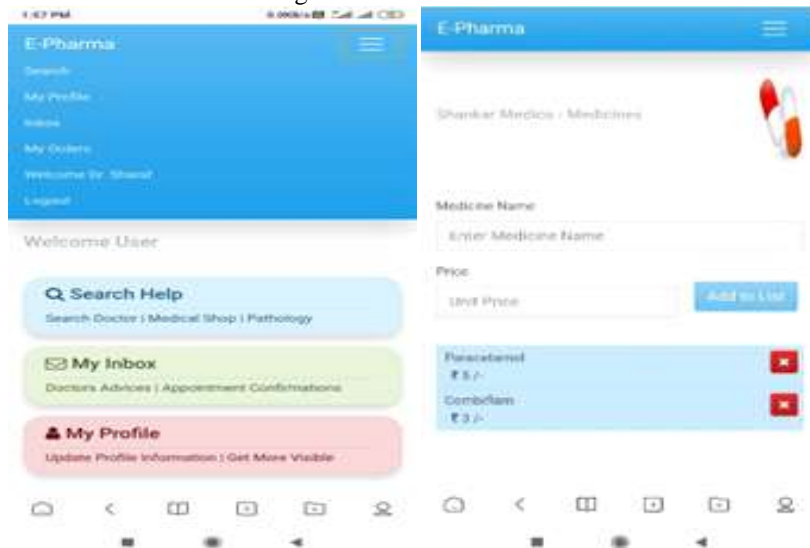 1:57 PM
E-Pharma
Search
My Profile
Inbox
My Orders
Welcome Dr. Sharad
Logout
Welcome User
Search Help
Search Doctor | Medical Shop | Pathology
My Inbox
Doctors Advices | Appointment Confirmations
My Profile
Update Profile Information | Get More Visible
E-Pharma
Shankar Medico - Medicines
Medicine Name
Enter Medicine Name
Price
Unit Price
Add to List
Paracetamol
₹ 5 /-
Combiflam
₹ 3 /-